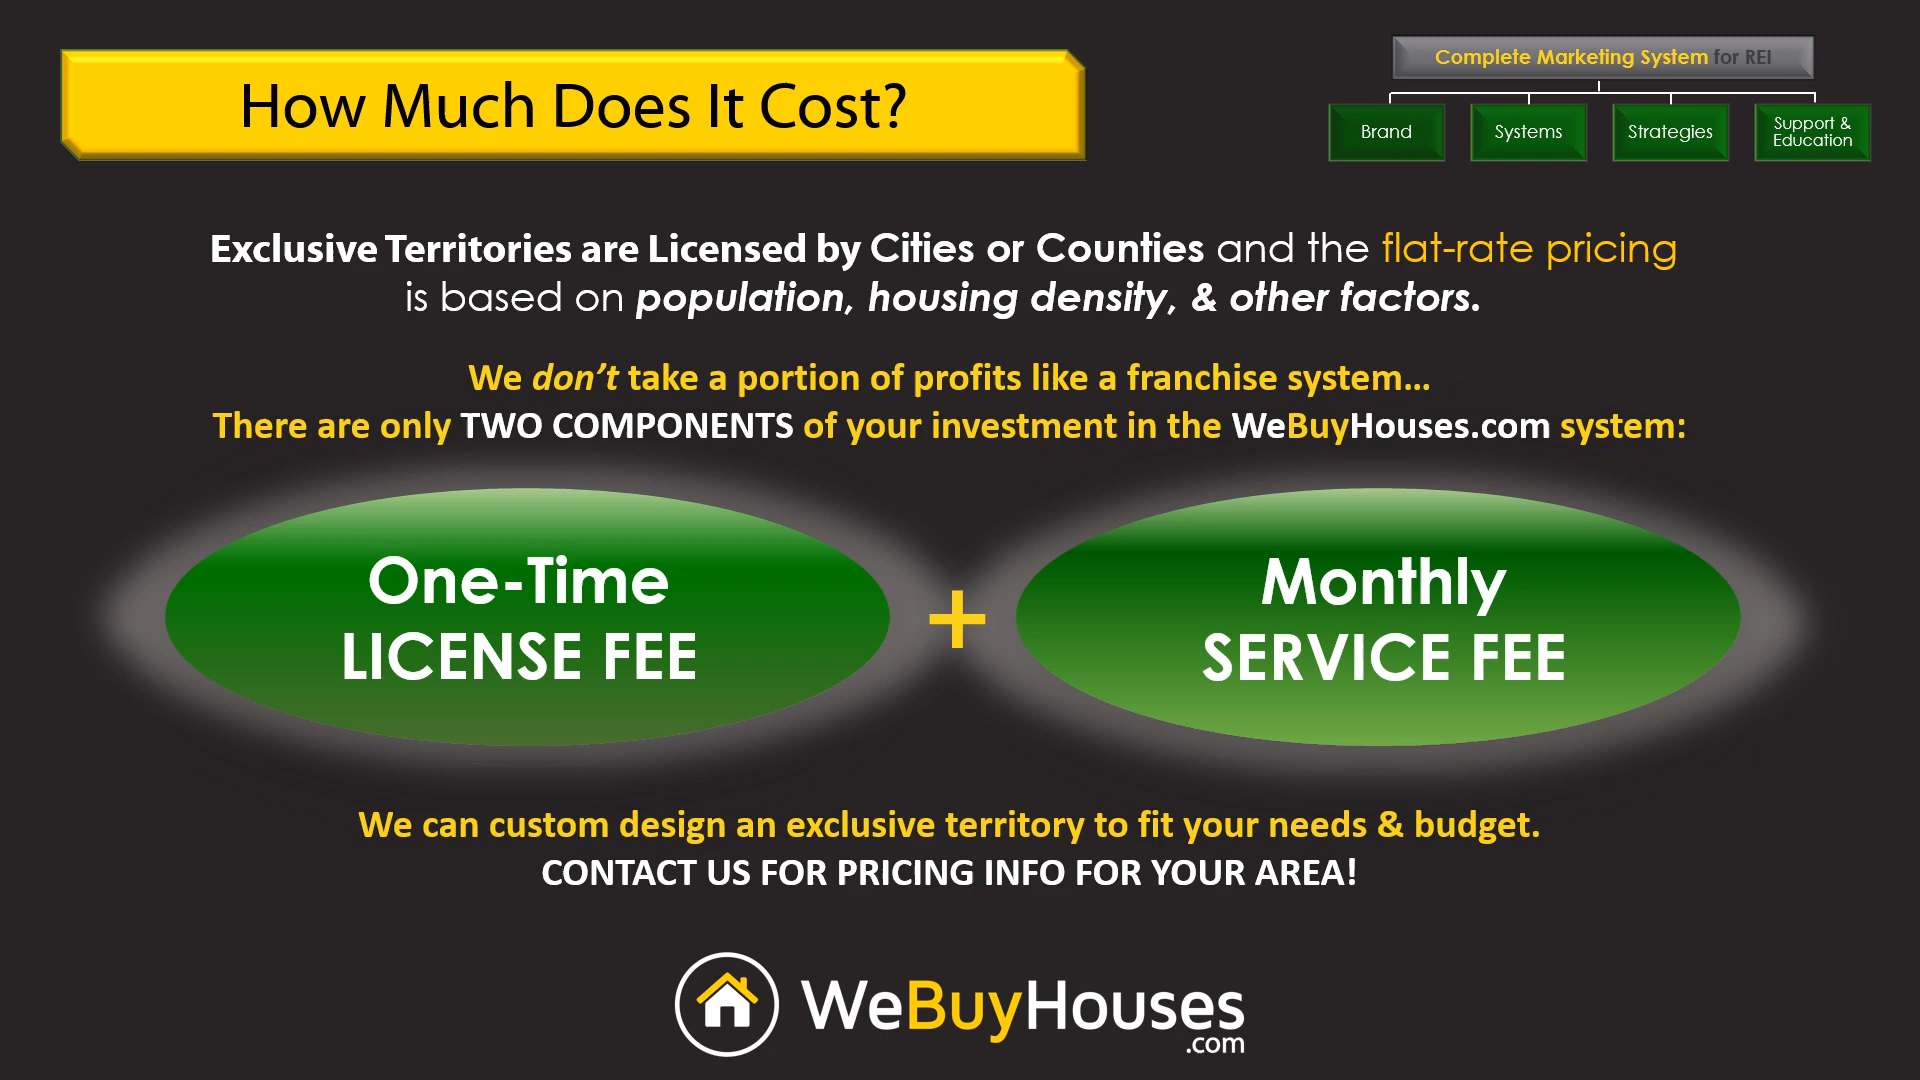 How Much Does It Cost?
Complete Marketing System for REI
Brand
Systems
Strategies
Support &
Education
Exclusive Territories are Licensed by Cities or Counties and the flat-rate pricing
is based on population, housing density, & other factors.
We don’t take a portion of profits like a franchise system…
There are only TWO COMPONENTS of your investment in the WeBuyHouses.com system:
One-Time
LICENSE FEE
+
Monthly
SERVICE FEE
We can custom design an exclusive territory to fit your needs & budget.
CONTACT US FOR PRICING INFO FOR YOUR AREA!
WeBuyHouses
.com